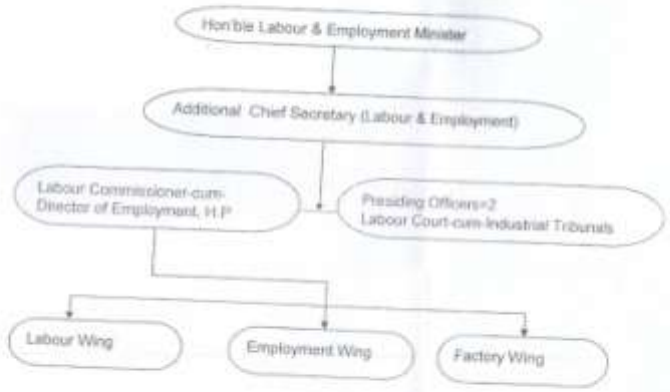 Hon'ble Labour & Employment Minister
Additional Chief Secretary (Labour & Employment)
Labour Commissioner-cum-
Director of Employment, H.P
Presiding Officers=2
Labour Court-cum-Industrial Tribunals
Labour Wing
Employment Wing
Factory Wing